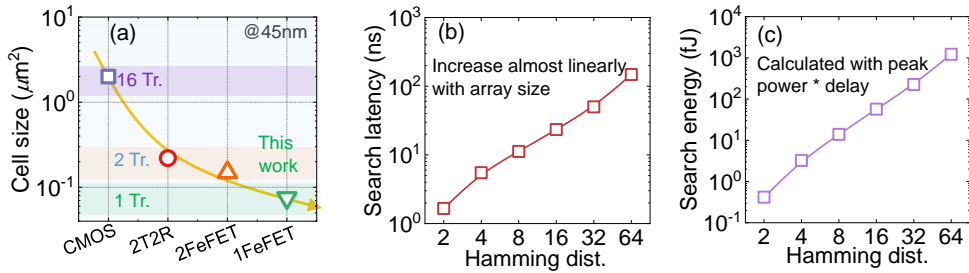 (a)
@45nm
Cell size (μm²)
10¹
10⁰
10⁻¹
16 Tr.
2 Tr.
1 Tr.
This
work
CMOS
2T2R
2FeFET
1FeFET
(b)
Search latency (ns)
10³
10²
10¹
10⁰
Increase almost linearly
with array size
2 4 8 16 32 64
Hamming dist.
(c)
Search energy (fJ)
10⁴
10³
10²
10¹
10⁰
10⁻¹
Calculated with peak
power * delay
2 4 8 16 32 64
Hamming dist.